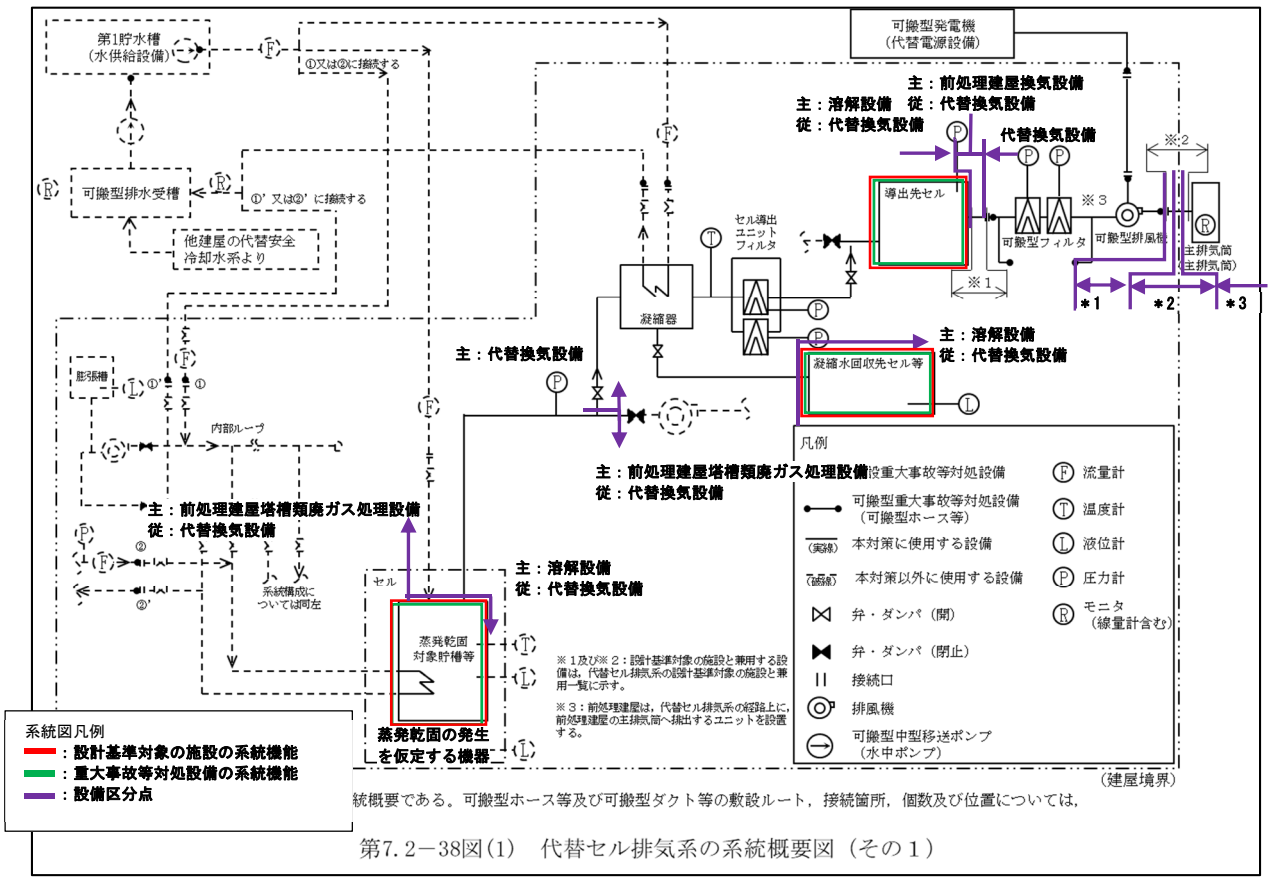 第1貯水槽
(水供給設備)
F
①又は②に接続する
可搬型発電機
(代替電源設備)
主：前処理建屋換気設備
主：溶解設備 従：代替換気設備
従：代替換気設備
代替換気設備
P
P
P
F
※2
R
可搬型排水受槽
R
①’又は②’に接続する
他建屋の代替安全
冷却水系より
セル導出
ユニット
フィルタ
T
導出先セル
※3
可搬型フィルタ
可搬型排風機
R
主排気筒
(主排気筒)
※1
＊1
＊2
＊3
凝縮器
P
P
主：溶解設備
従：代替換気設備
凝縮水回収先セル等
L
主：代替換気設備
P
F
膨張槽
L
①’
①
F
内部ループ
主：前処理建屋塔槽類廃ガス処理設備
従：代替換気設備
主：前処理建屋塔槽類廃ガス処理設備
従：代替換気設備
P
F
②
②’
系統構成に
ついては同左
セル
主：溶解設備
従：代替換気設備
蒸発乾固
対象貯槽等
T
L
L
蒸発乾固の発生
を仮定する機器
※1及び※2：設計基準対象の施設と兼用する設
備は，代替セル排気系の設計基準対象の施設と兼
用一覧に示す。
※3：前処理建屋は，代替セル排気系の経路上に，
前処理建屋の主排気筒へ排出するユニットを設置
する。
凡例
設重大事故等対処設備
可搬型重大事故等対処設備
(可搬型ホース等)
(実線) 本対策に使用する設備
(破線) 本対策以外に使用する設備
弁・ダンパ（開）
弁・ダンパ（閉止）
接続口
排風機
可搬型中型移送ポンプ
(水中ポンプ)
F 流量計
T 温度計
L 液位計
P 圧力計
R モニタ
(線量計含む)
(建屋境界)
系統図凡例
：設計基準対象の施設の系統機能
：重大事故等対処設備の系統機能
：設備区分点
統概要である。可搬型ホース等及び可搬型ダクト等の敷設ルート，接続箇所，個数及び位置については，
第7.2－38図(1) 代替セル排気系の系統概要図（その１）